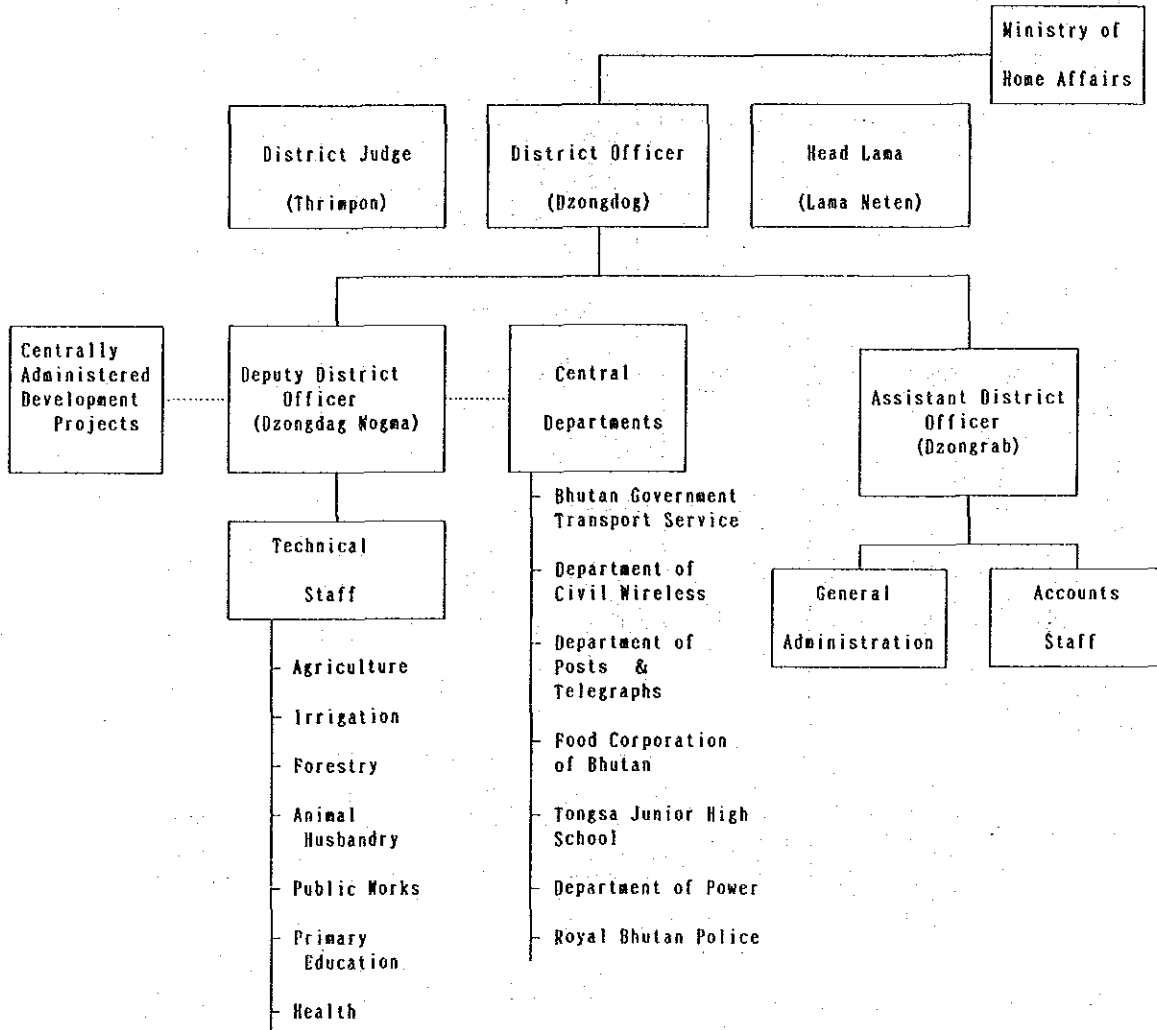 Ministry of
Home Affairs
District Judge
(Thrimpon)
District Officer
(Dzongdog)
Head Lama
(Lama Neten)
Centrally
Administered
Development
Projects
Deputy District
Officer
(Dzongdag Wogma)
Central
Departments
Assistant District
Officer
(Dzongrab)
Technical
Staff
Agriculture
Irrigation
Forestry
Animal
Husbandry
Public Works
Primary
Education
Health
Bhutan Government
Transport Service
Department of
Civil Wireless
Department of
Posts &
Telegraphs
Food Corporation
of Bhutan
Tongsa Junior High
School
Department of Power
Royal Bhutan Police
General
Administration
Accounts
Staff